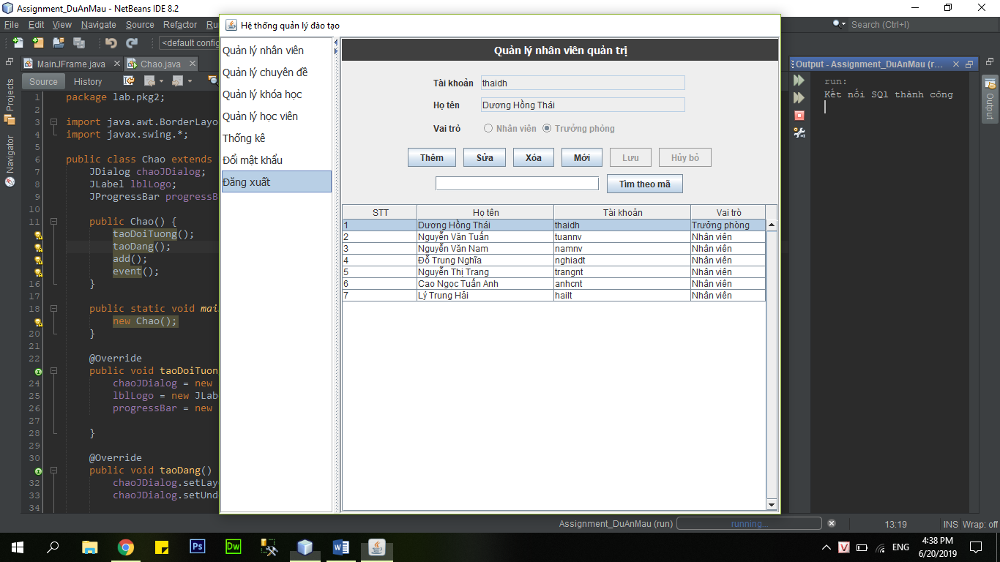 Assignment_DuAnMau - NetBeans IDE 8.2
File Edit View Navigate Source Refactor Ru
Search (Ctrl+I)
<default config
MainJFrame.java
Chao.java
Source History
Projects
Navigator
1 package lab.pkg2;
2
3 import java.awt.BorderLayo
4 import javax.swing.*;
5
6 public class Chao extends
7 JDialog chaoJDialog;
8 JLabel lblLogo;
9 JProgressBar progressB
10
11 public Chao() {
taoDoiTuong();
taoDang();
add();
event();
16 }
17
18 public static void mai
new Chao();
20 }
21
22 @Override
public void taoDoiTuon
24 chaoJDialog = new
25 lblLogo = new JLabe
26 progressBar = new
27
28 }
29
30 @Override
public void taoDang()
32 chaoJDialog.setLay
33 chaoJDialog.setUnd
34
Hệ thống quản lý đào tạo
Quản lý nhân viên
Quản lý chuyên đề
Quản lý khóa học
Quản lý học viên
Thống kê
Đổi mật khẩu
Đăng xuất
Quản lý nhân viên quản trị
Tài khoản thaidh
Họ tên Dương Hồng Thái
Vai trò Nhân viên Trưởng phòng
Thêm Sửa Xóa Mới Lưu Hủy bỏ
Tìm theo mã
STT Họ tên Tài khoản Vai trò
1 Dương Hồng Thái thaidh Trưởng phòng
2 Nguyễn Văn Tuấn tuannv Nhân viên
3 Nguyễn Văn Nam namnv Nhân viên
4 Đỗ Trung Nghĩa nghiadt Nhân viên
5 Nguyễn Thị Trang trangnt Nhân viên
6 Cao Ngọc Tuấn Anh anhcnt Nhân viên
7 Lý Trung Hải hailt Nhân viên
Output - Assignment_DuAnMau (r...
run:
Kết nối SQl thành công
Output
Assignment_DuAnMau (run) running...
13:19 INS Wrap: off
Ps
Dw
V
ENG
4:38 PM
6/20/2019